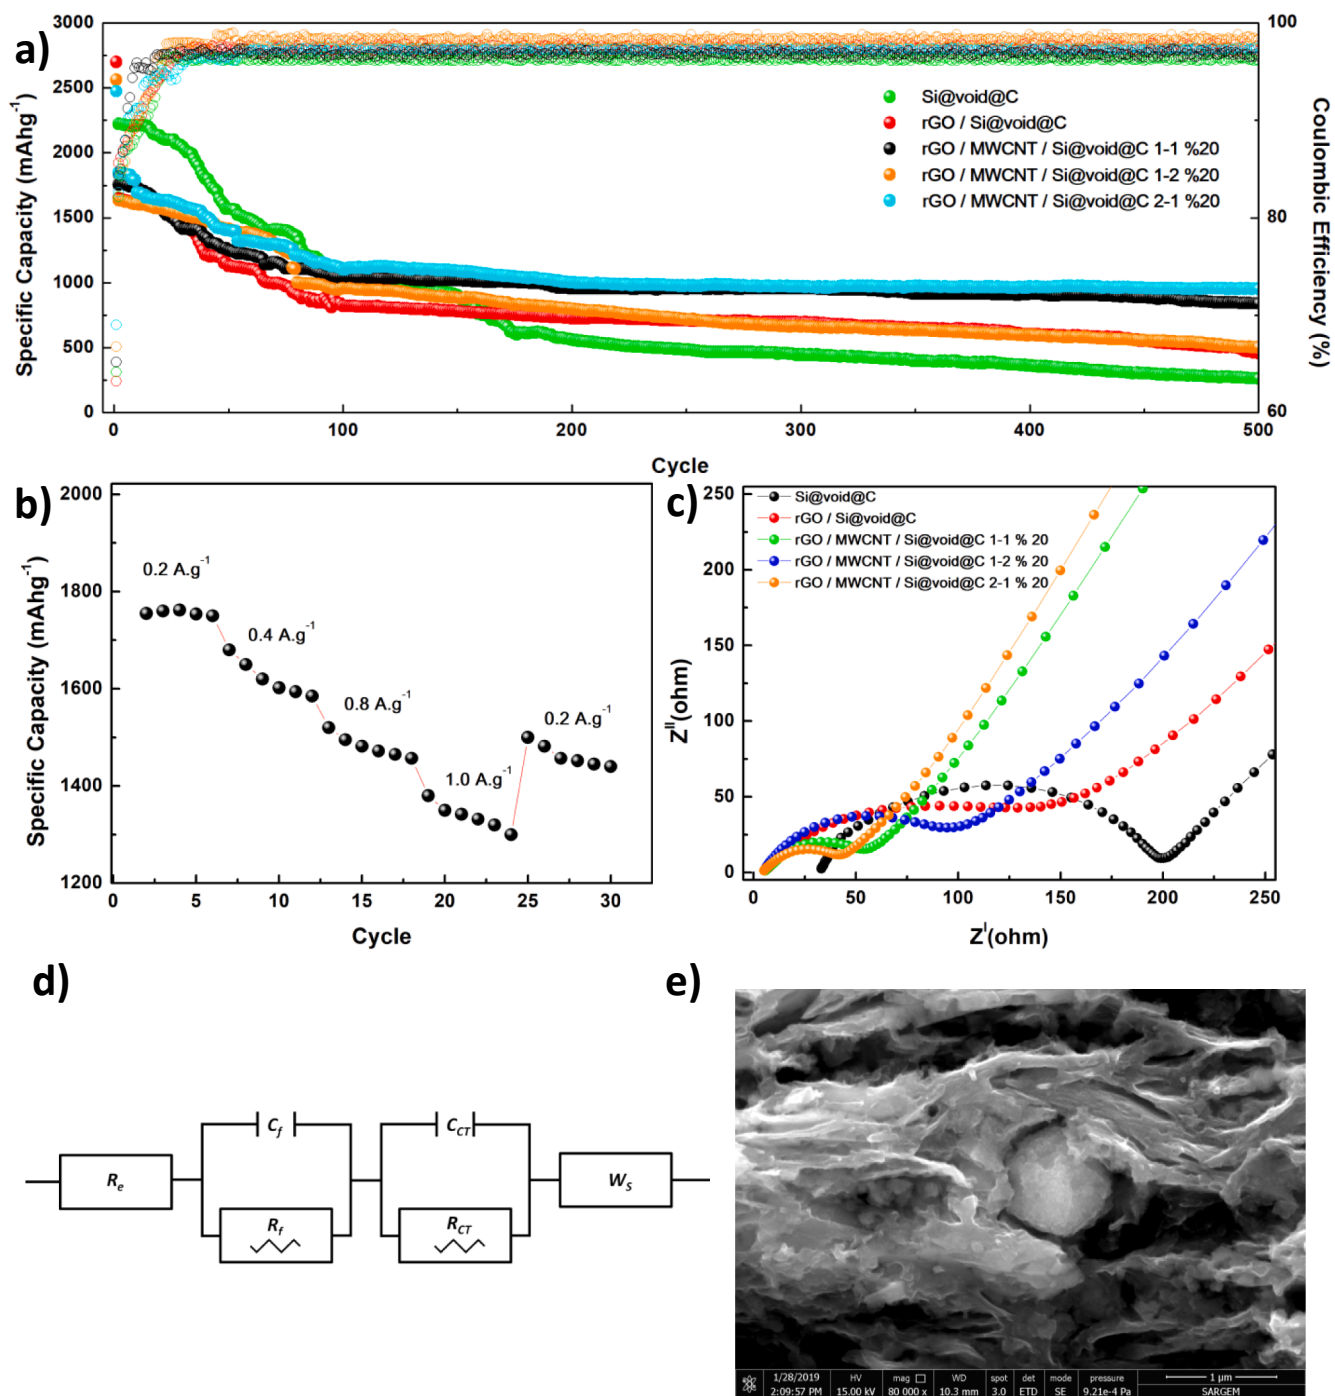 a)
3000
2500
2000
1500
1000
500
0
Specific Capacity (mAhg⁻¹)
100
80
60
Coulombic Efficiency (%)
Si@void@C
rGO / Si@void@C
rGO / MWCNT / Si@void@C 1-1 %20
rGO / MWCNT / Si@void@C 1-2 %20
rGO / MWCNT / Si@void@C 2-1 %20
0 100 200 300 400 500
Cycle
b)
2000
1800
1600
1400
1200
Specific Capacity (mAhg⁻¹)
0.2 A.g⁻¹
0.4 A.g⁻¹
0.8 A.g⁻¹
1.0 A.g⁻¹
0.2 A.g⁻¹
0 5 10 15 20 25 30
Cycle
c)
250
200
150
100
50
0
Zᴵᴵ(ohm)
Si@void@C
rGO / Si@void@C
rGO / MWCNT / Si@void@C 1-1 % 20
rGO / MWCNT / Si@void@C 1-2 % 20
rGO / MWCNT / Si@void@C 2-1 % 20
0 50 100 150 200 250
Zᴵ(ohm)
d)
C_f
C_CT
R_e
W_S
R_f
R_CT
e)
1/28/2019 HV mag WD spot det mode pressure 1 µm
2:09:57 PM 15.00 kV 80 000 x 10.3 mm 3.0 ETD SE 9.21e-4 Pa SARGEM